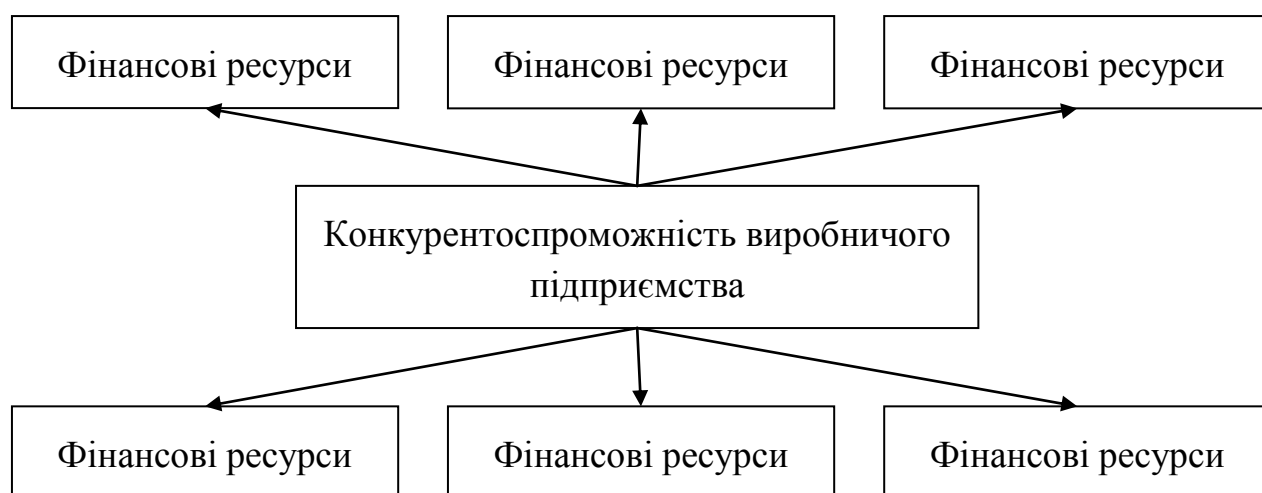 Фінансові ресурси
Фінансові ресурси
Фінансові ресурси
Конкурентоспроможність виробничого
підприємства
Фінансові ресурси
Фінансові ресурси
Фінансові ресурси